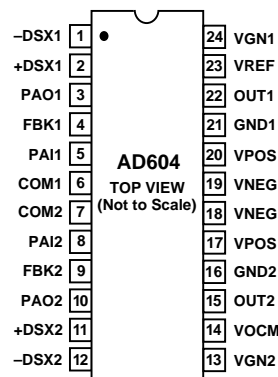 –DSX1 1 24 VGN1
+DSX1 2 23 VREF
PAO1 3 22 OUT1
FBK1 4 21 GND1
PAI1 5 20 VPOS
COM1 6 19 VNEG
COM2 7 18 VNEG
PAI2 8 17 VPOS
FBK2 9 16 GND2
PAO2 10 15 OUT2
+DSX2 11 14 VOCM
–DSX2 12 13 VGN2
AD604
TOP VIEW
(Not to Scale)